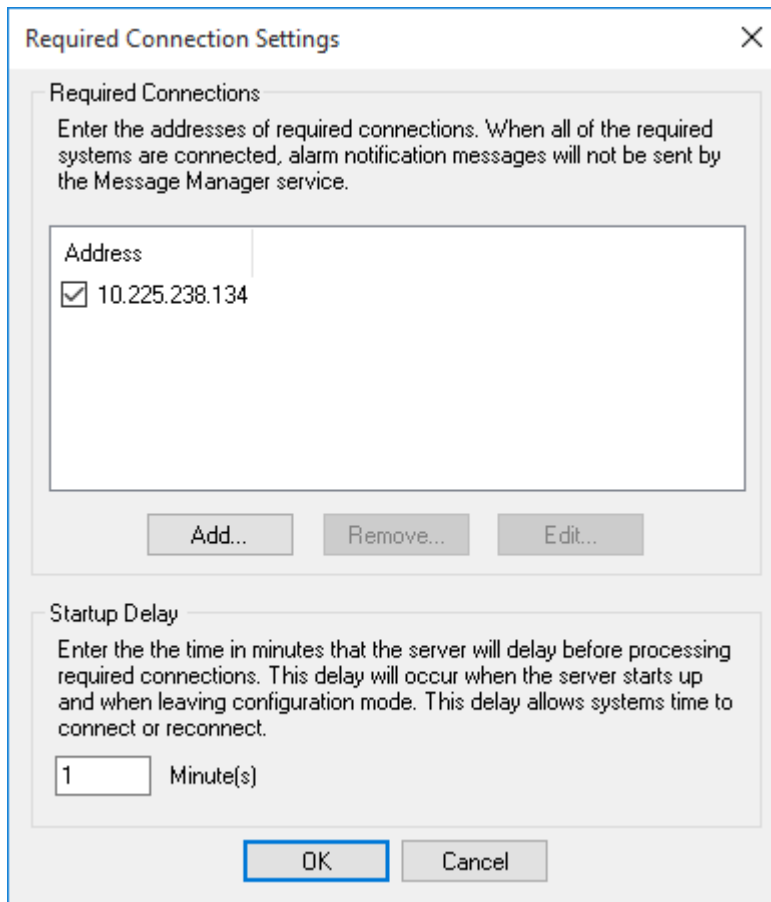 Required Connection Settings
Required Connections
Enter the addresses of required connections. When all of the required
systems are connected, alarm notification messages will not be sent by
the Message Manager service.
Address
10.225.238.134
Add...
Remove...
Edit...
Startup Delay
Enter the the time in minutes that the server will delay before processing
required connections. This delay will occur when the server starts up
and when leaving configuration mode. This delay allows systems time to
connect or reconnect.
1 Minute(s)
OK
Cancel